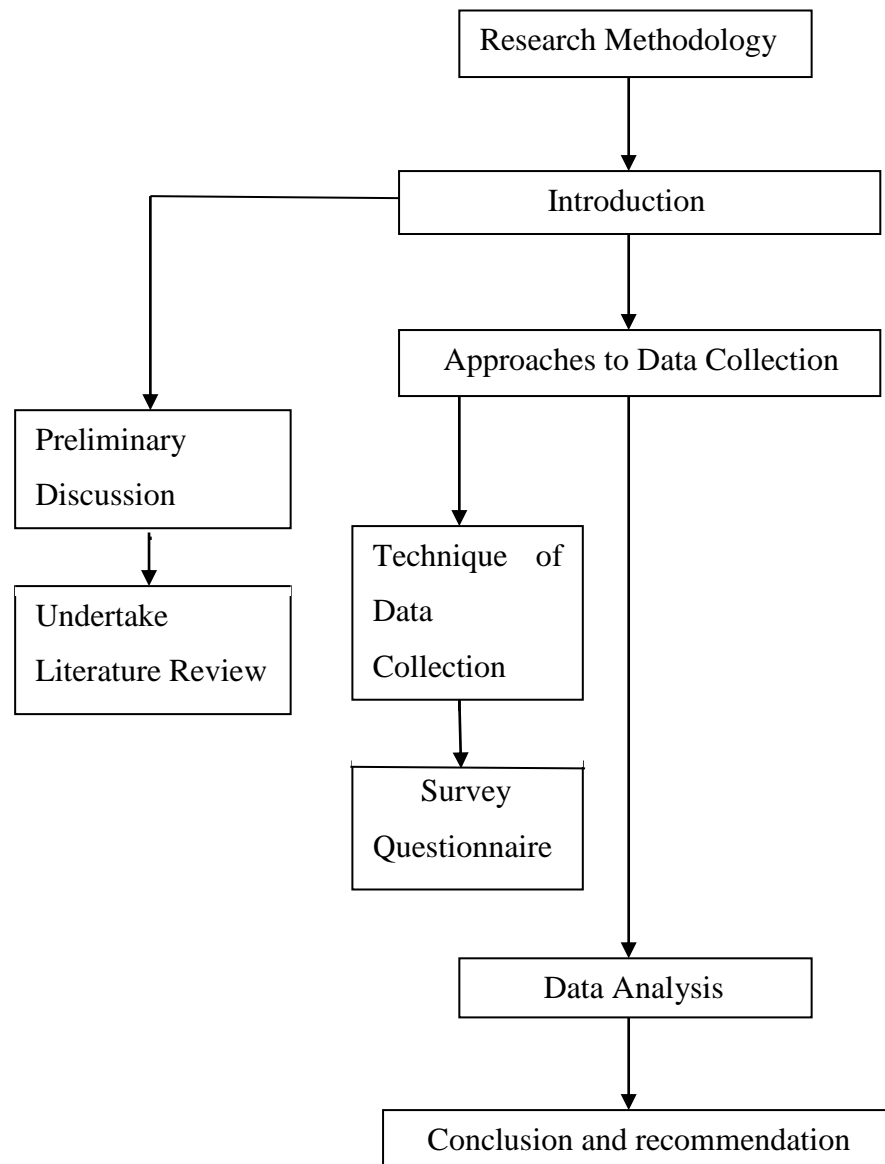 Research Methodology
Introduction
Approaches to Data Collection
Preliminary
Discussion
Technique of
Data
Collection
Undertake
Literature Review
Survey
Questionnaire
Data Analysis
Conclusion and recommendation